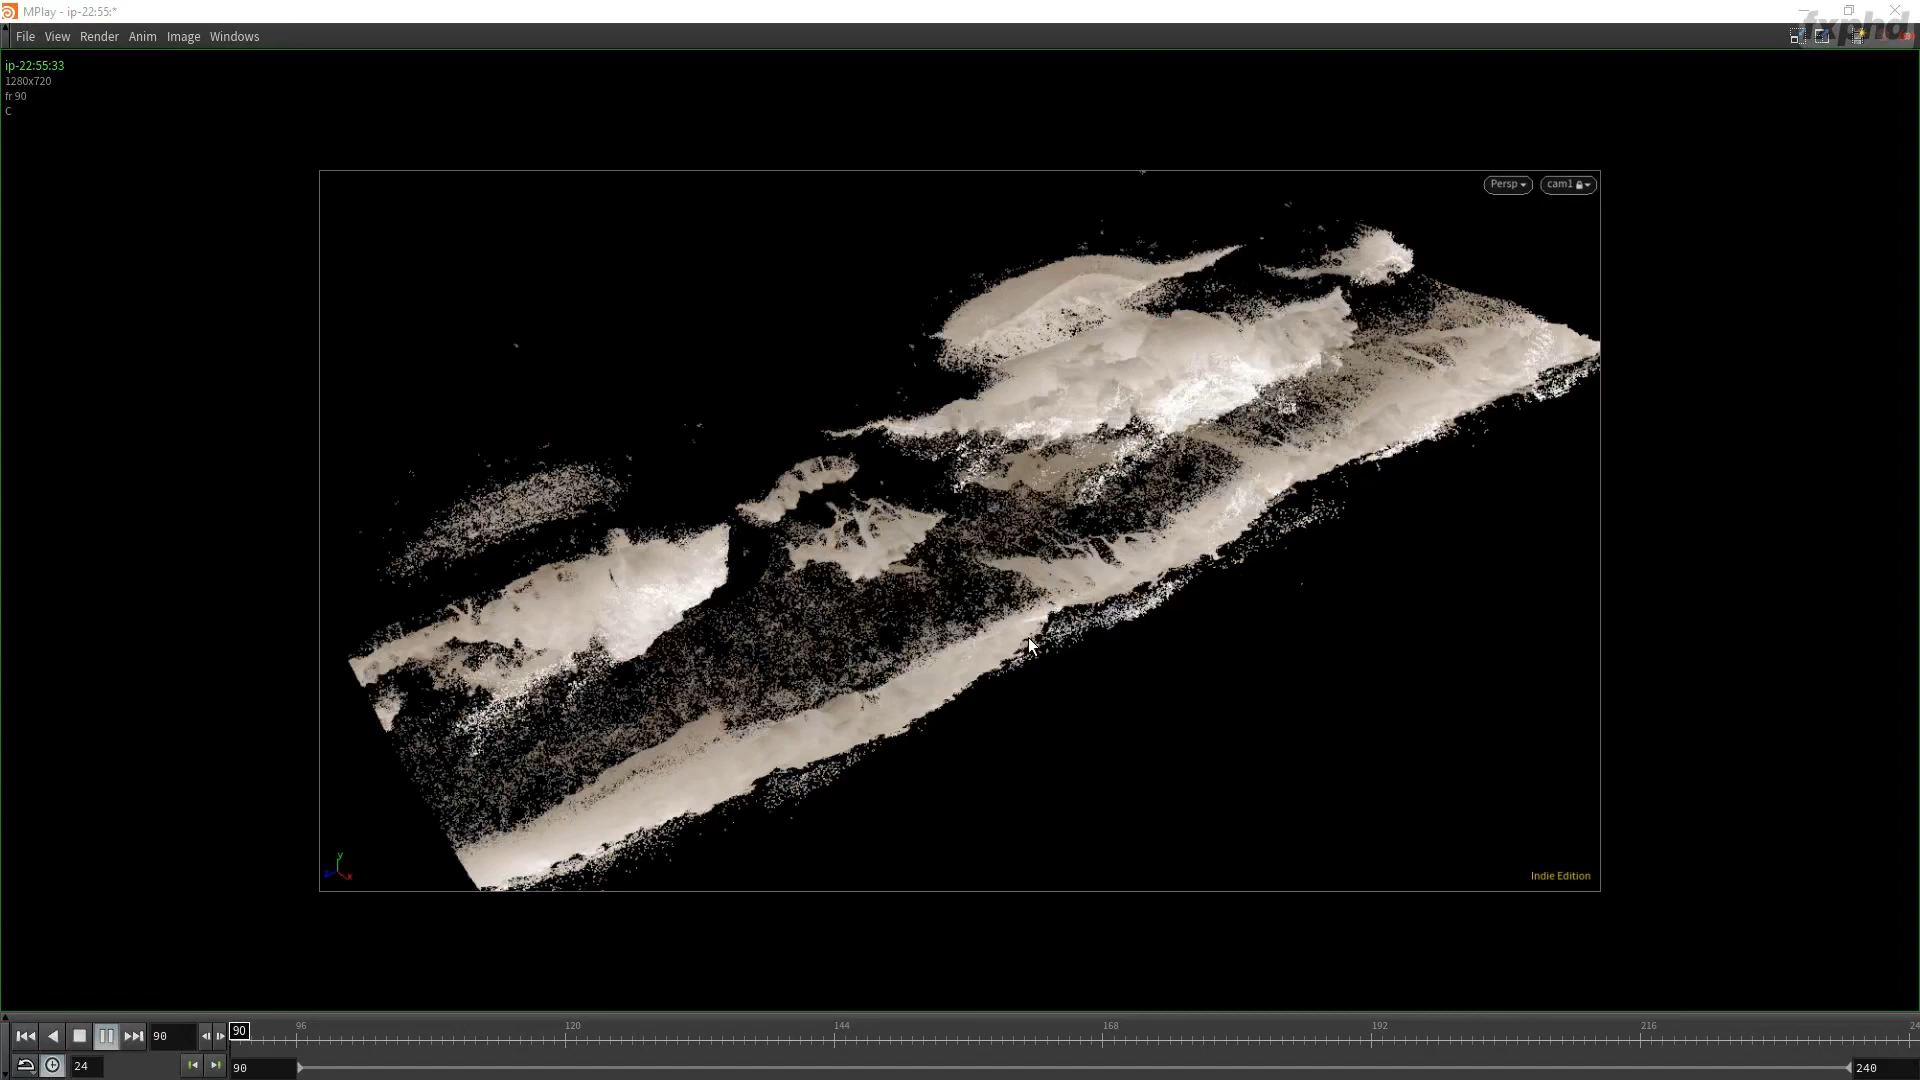 MPlay - ip-22:55:*
fxphd
File View Render Anim Image Windows
ip-22:55:33
1280x720
fr 90
C
Persp cam1
y
z x
Indie Edition
90 90 96 120 144 168 192 216 24
24 90 240